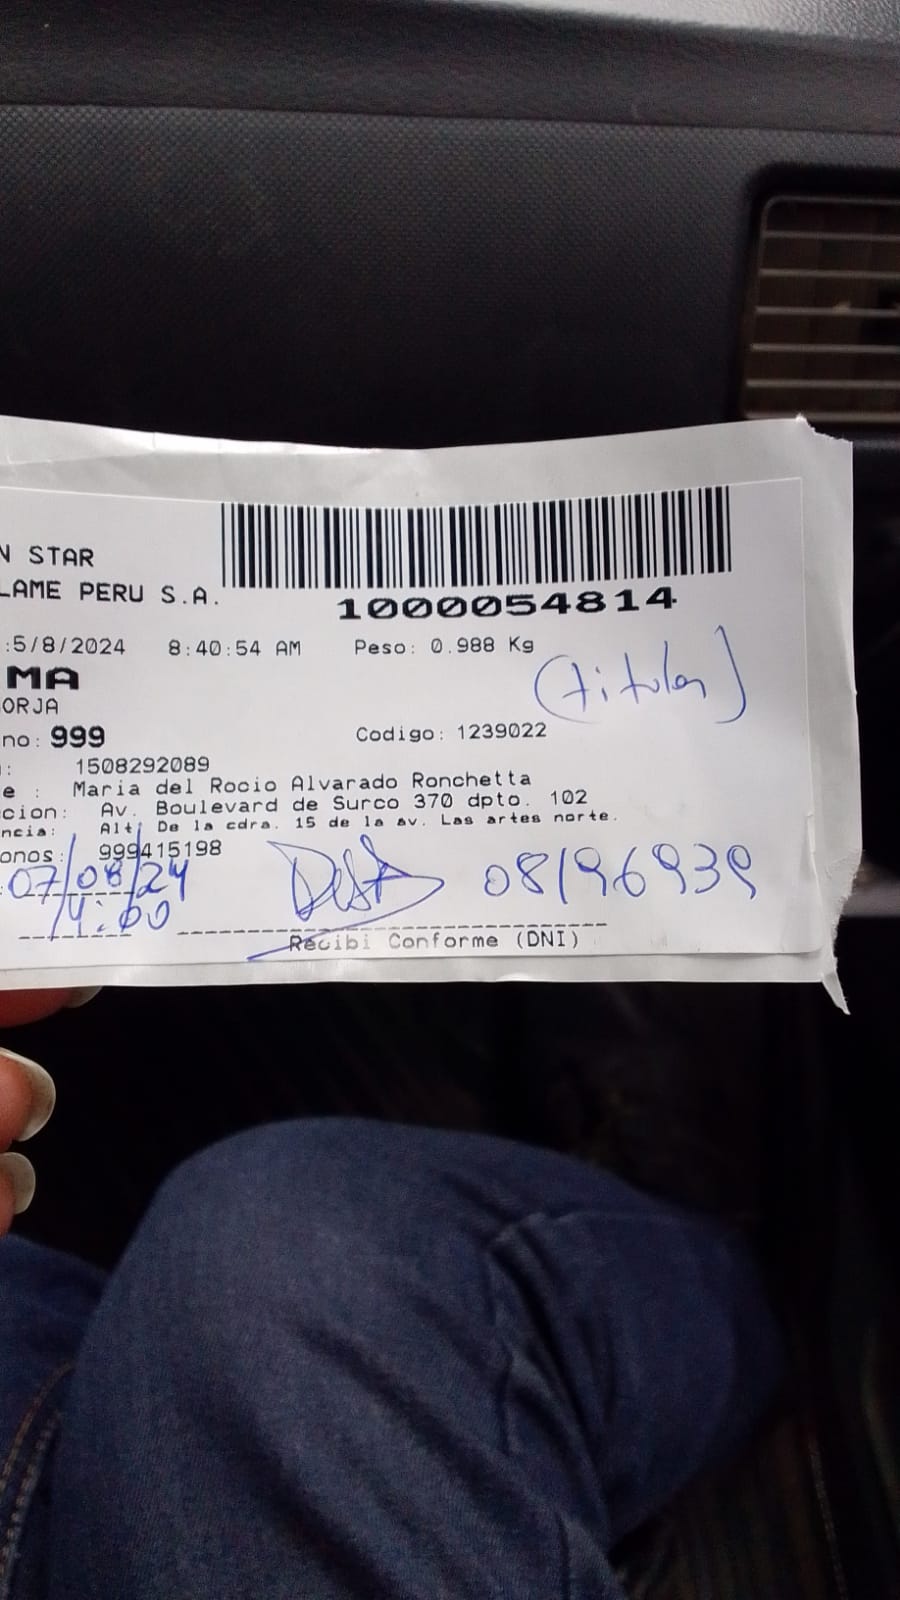 N STAR
LAME PERU S.A.
1000054814
:5/8/2024 8:40:54 AM Peso: 0.988 Kg
MA
(titular)
ORJA
no: 999 Codigo: 1239022
: 1508292089
e : Maria del Rocio Alvarado Ronchetta
cion: Av. Boulevard de Surco 370 dpto. 102
ncia: Alt. De la cdra. 15 de la av. Las artes norte.
onos: 999415198
07/08/24 08196939
14:00
Recibi Conforme (DNI)